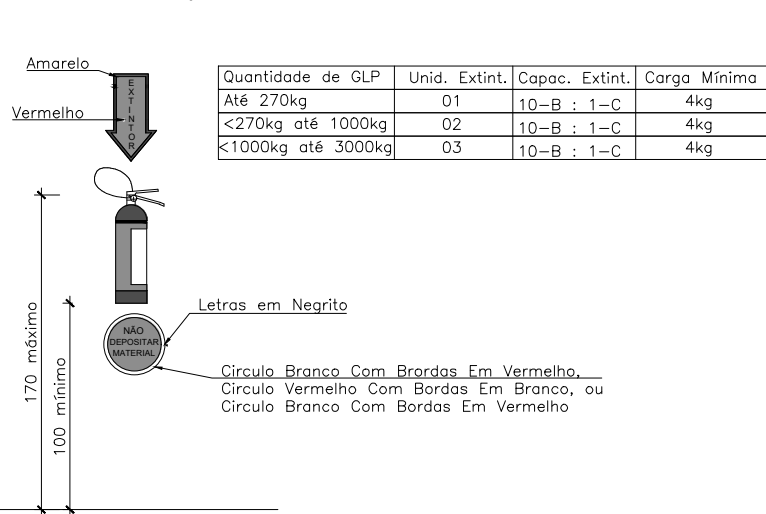 Amarelo
EXTINTOR
Vermelho
Quantidade de GLP Unid. Extint. Capac. Extint. Carga Mínima
Até 270kg 01 10-B : 1-C 4kg
<270kg até 1000kg 02 10-B : 1-C 4kg
<1000kg até 3000kg 03 10-B : 1-C 4kg
170 máximo
100 mínimo
Letras em Negrito
NÃO
DEPOSITAR
MATERIAL
Circulo Branco Com Brordas Em Vermelho,
Circulo Vermelho Com Bordas Em Branco, ou
Circulo Branco Com Bordas Em Vermelho